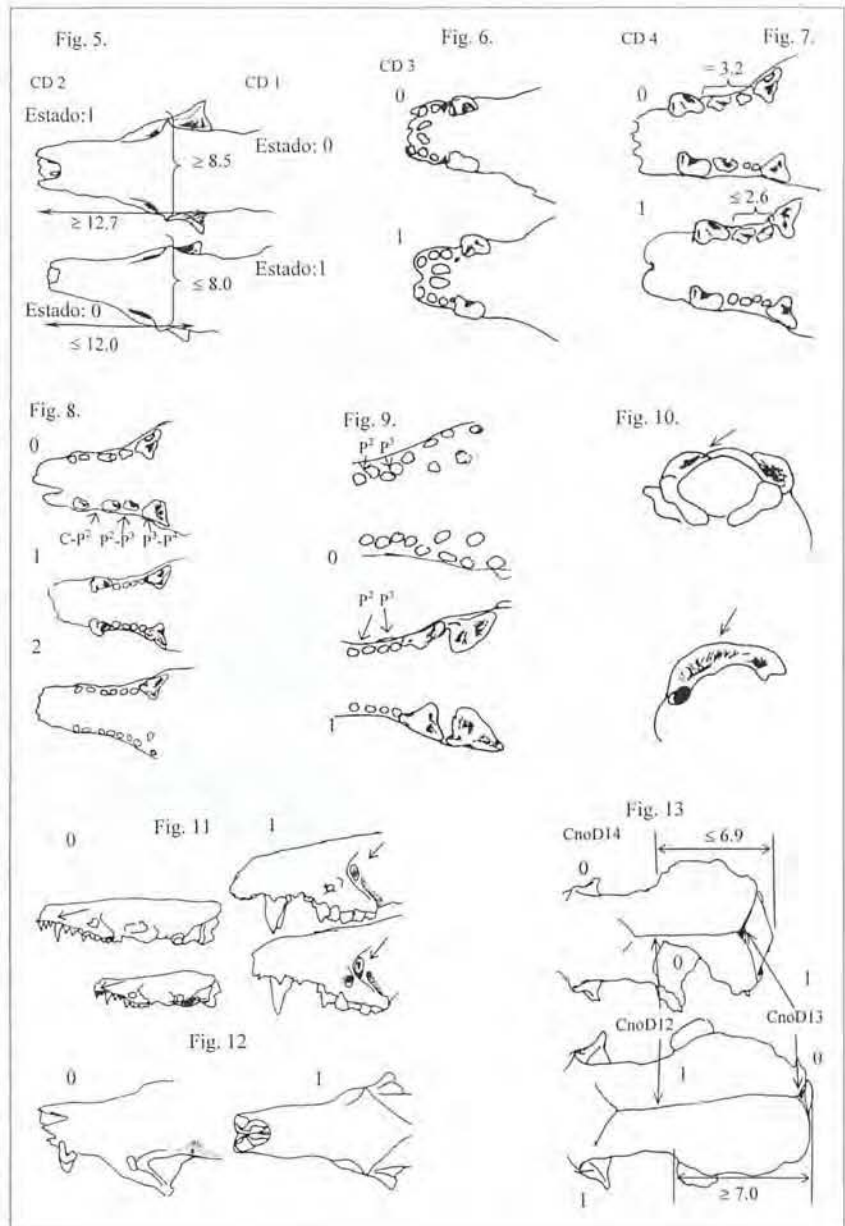 Fig. 5.
CD 2
CD 1
Estado:1
Estado: 0
≥ 8.5
≥ 12.7
Estado:1
≤ 8.0
Estado: 0
≤ 12.0
Fig. 6.
CD 3
0
1
CD 4
Fig. 7.
= 3.2
0
≤ 2.6
1
Fig. 8.
0
C-P² P²-P³ P³-P⁴
1
2
Fig. 9.
P² P³
0
P² P³
1
Fig. 10.
0
Fig. 11
1
Fig. 12
0
1
Fig. 13
CnoD14
≤ 6.9
0
0
1
CnoD12
CnoD13
1
0
1
≥ 7.0